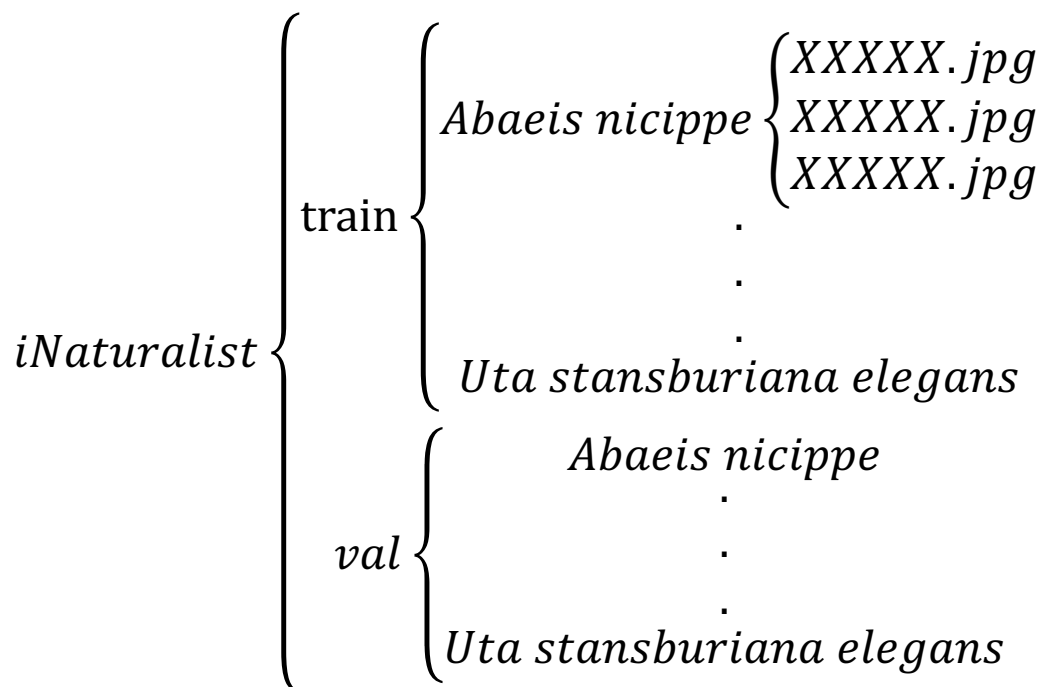 XXXXX.jpg
Abaeis nicippe XXXXX.jpg
XXXXX.jpg
train
.
.
.
iNaturalist
Uta stansburiana elegans
Abaeis nicippe
.
val .
.
Uta stansburiana elegans